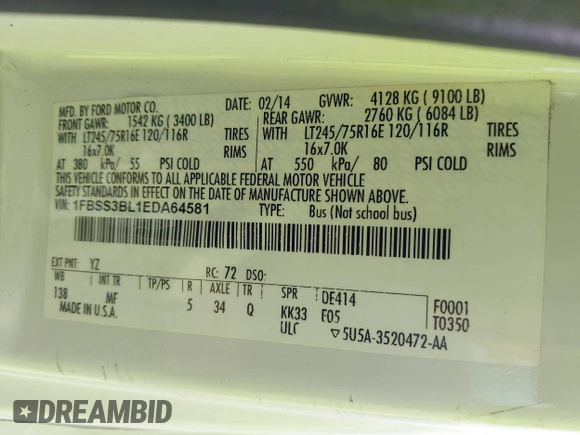 MFD. BY FORD MOTOR CO.
DATE: 02/14 GVWR: 4128 KG ( 9100 LB)
FRONT GAWR: 1542 KG ( 3400 LB) REAR GAWR: 2760 KG ( 6084 LB)
WITH LT245/75R16E 120/116R TIRES WITH LT245/75R16E 120/116R TIRES
16x7.0K RIMS 16x7.0K RIMS
AT 380 kPa/ 55 PSI COLD AT 550 kPa/ 80 PSI COLD
THIS VEHICLE CONFORMS TO ALL APPLICABLE FEDERAL MOTOR VEHICLE
SAFETY STANDARDS IN EFFECT ON THE DATE OF MANUFACTURE SHOWN ABOVE.
VIN: 1FBSS3BL1EDA64581 TYPE: Bus (Not school bus)
EXT PNT: YZ RC: 72 DSO:
WB INT TR TP/PS R AXLE TR SPR DE414 F0001
138 MF 5 34 Q KK33 F05 T0350
MADE IN U.S.A. ULC ▽5U5A-3520472-AA
DREAMBID